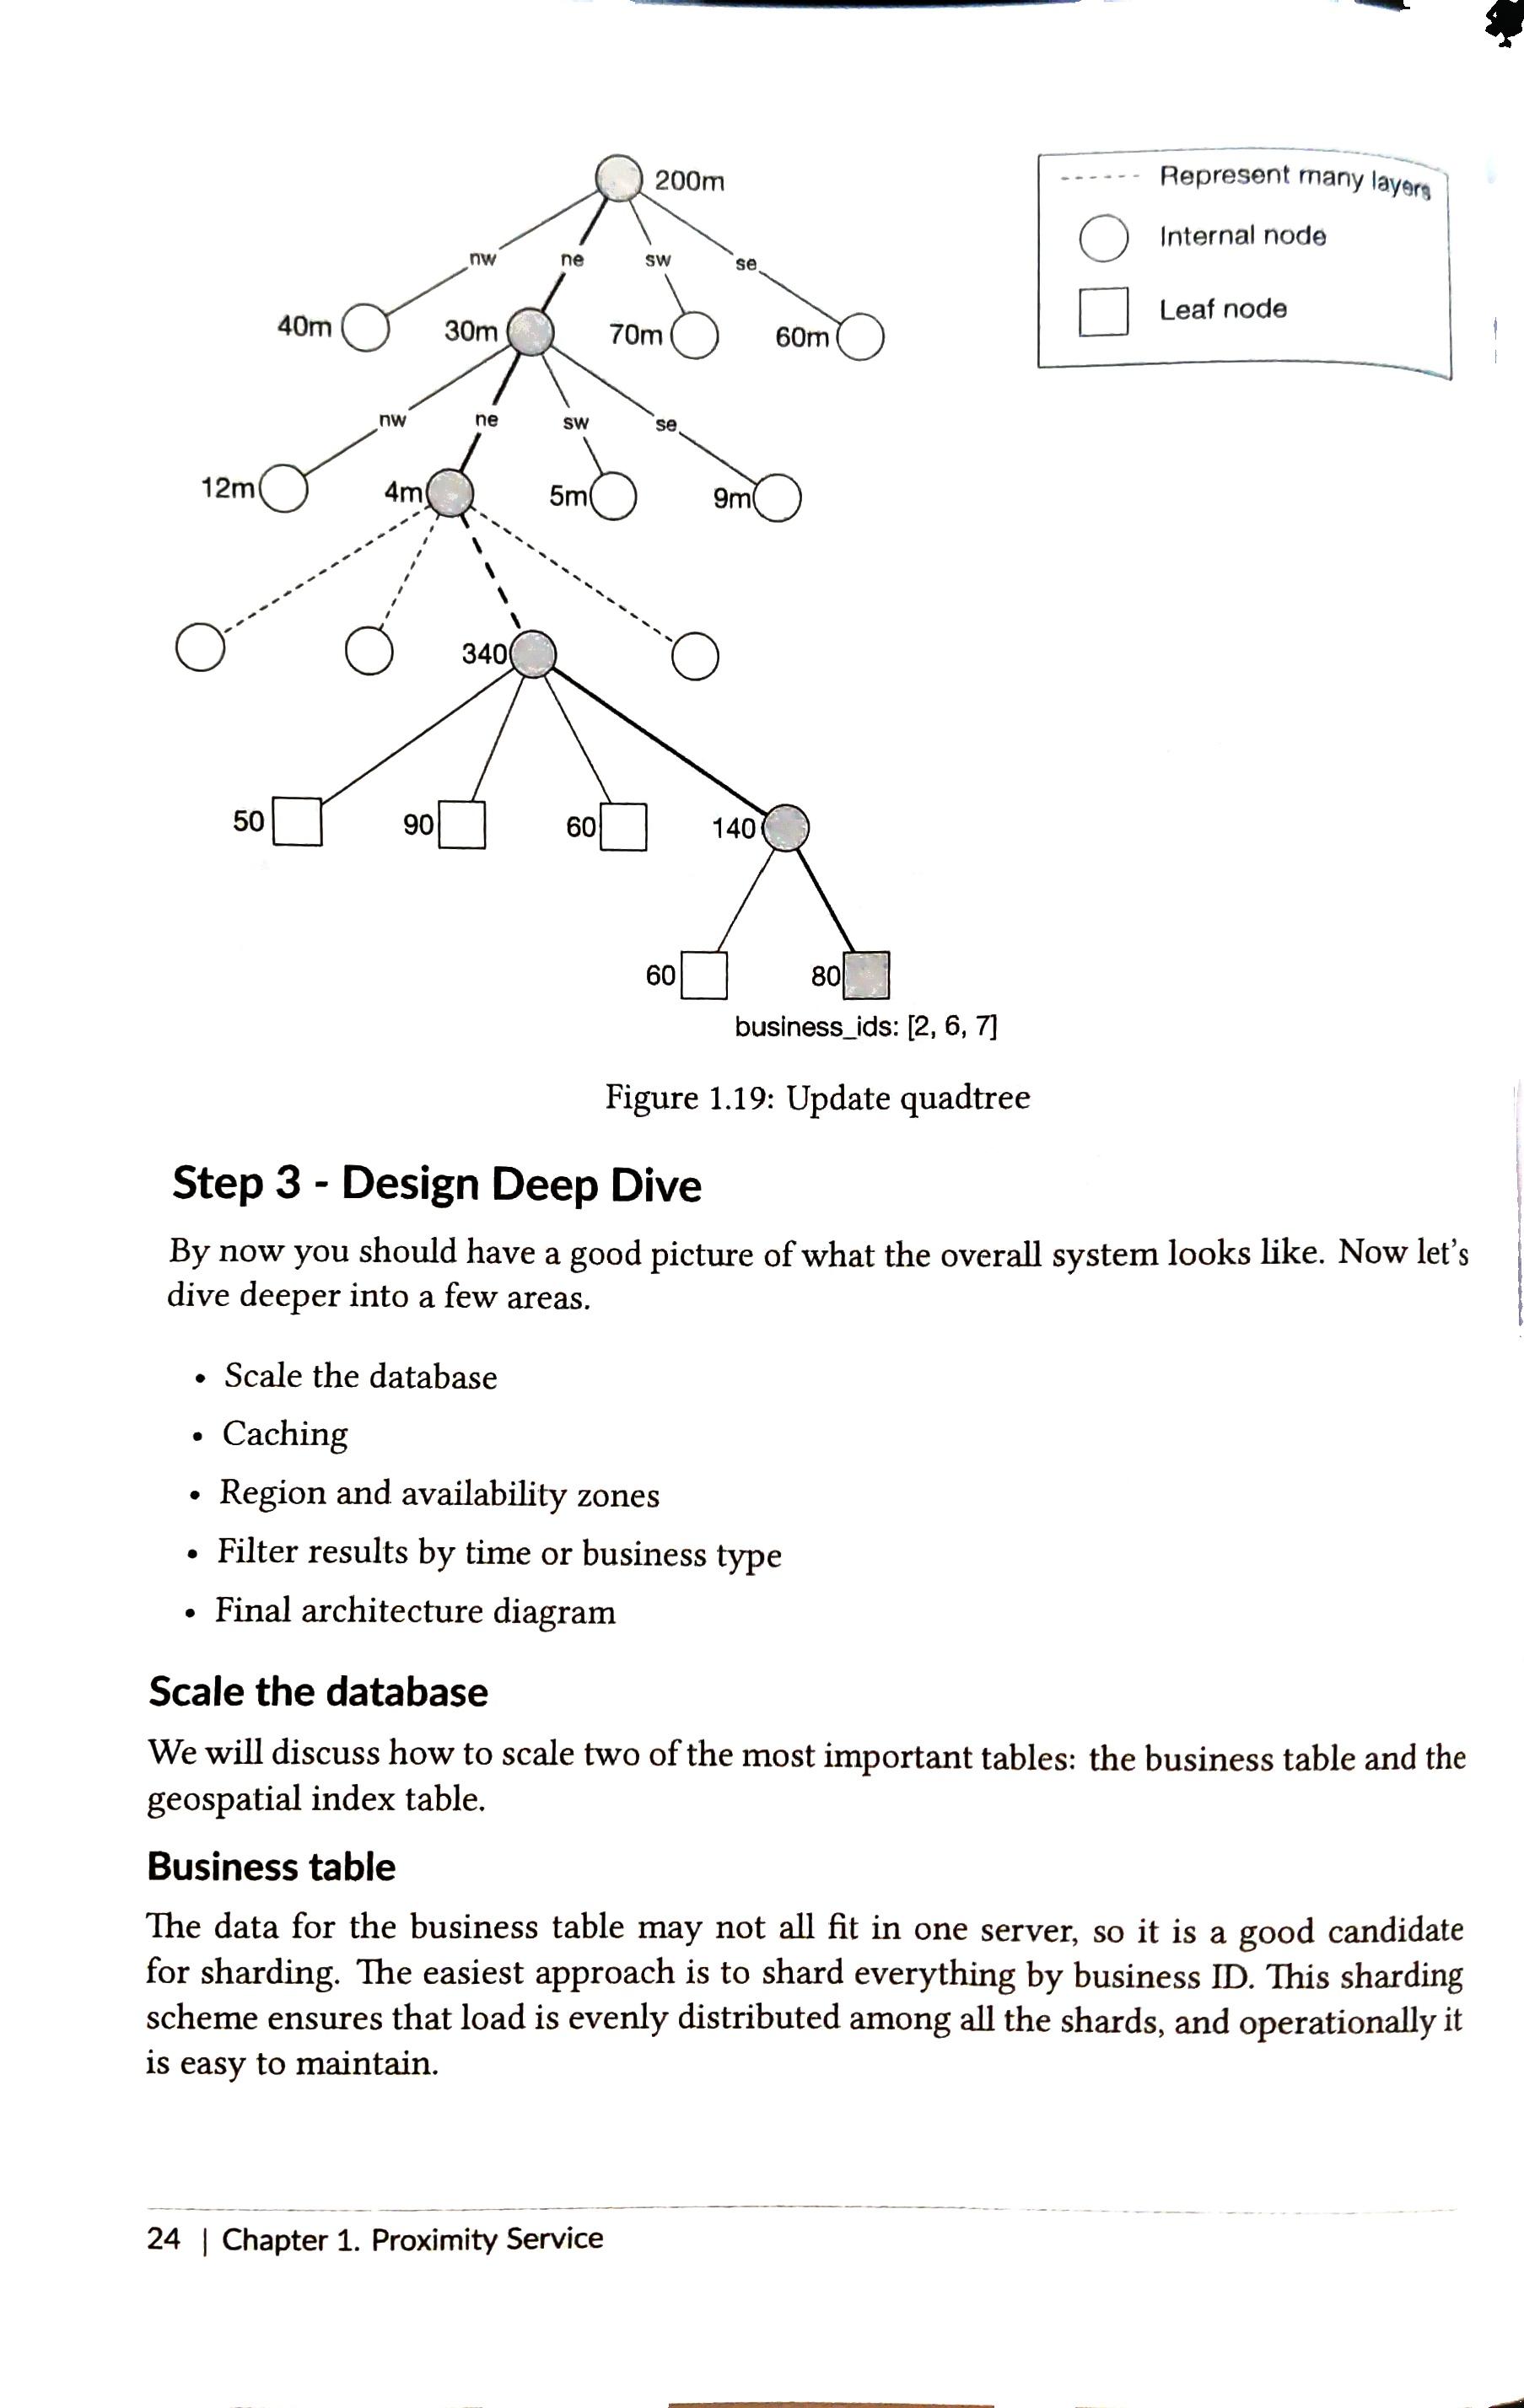 200m
Represent many layers
Internal node
Leaf node
nw ne sw se
40m 30m 70m 60m
nw ne sw se
12m 4m 5m 9m
340
50 90 60 140
60 80
business_ids: [2, 6, 7]
Figure 1.19: Update quadtree
Step 3 - Design Deep Dive
By now you should have a good picture of what the overall system looks like. Now let's
dive deeper into a few areas.
• Scale the database
• Caching
• Region and availability zones
• Filter results by time or business type
• Final architecture diagram
Scale the database
We will discuss how to scale two of the most important tables: the business table and the
geospatial index table.
Business table
The data for the business table may not all fit in one server, so it is a good candidate
for sharding. The easiest approach is to shard everything by business ID. This sharding
scheme ensures that load is evenly distributed among all the shards, and operationally it
is easy to maintain.
24 | Chapter 1. Proximity Service